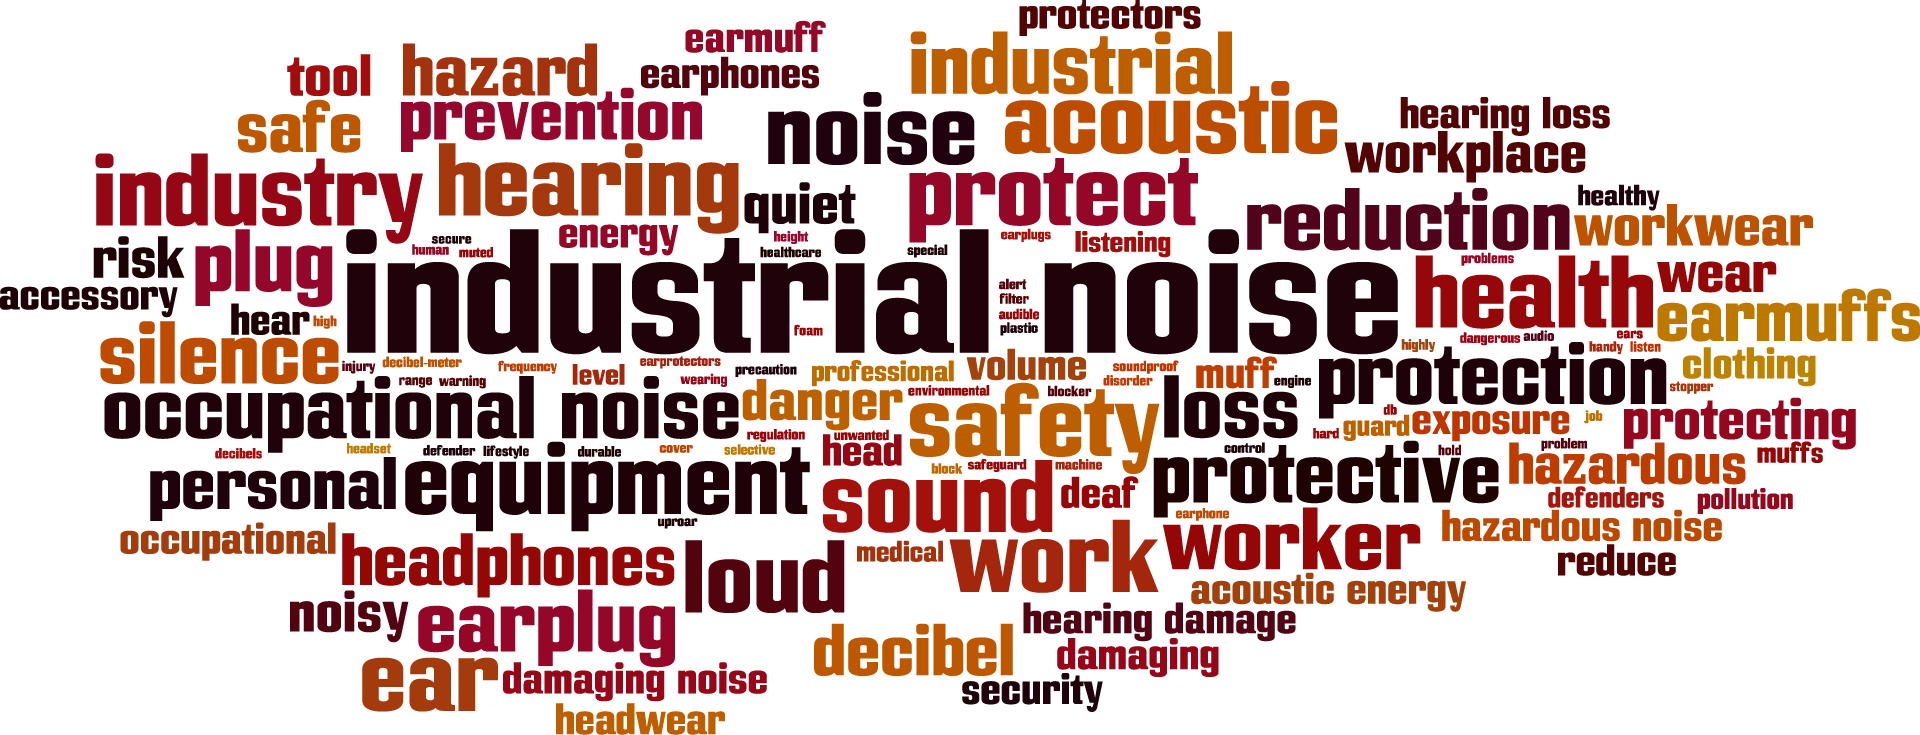 protectors
earmuff
industrial
tool
hazard
earphones
prevention
acoustic
safe
noise
hearing loss
workplace
industry
hearing
protect
quiet
reduction
healthy
workwear
energy
secure
human
muted
height
healthcare
special
earplugs
listening
problems
risk
plug
industrial noise
health
wear
accessory
alert
filter
audible
plastic
earmuffs
hear
high
foam
silence
dangerous
audio
ears
highly
handy
listen
injury
decibel-meter
frequency
earprotectors
level
precaution
professional
volume
soundproof
muff
protection
clothing
range
warning
wearing
environmental
blocker
disorder
engine
stopper
occupational noise
danger
safety
loss
db
guard
exposure
job
protecting
hard
regulation
unwanted
decibels
headset
defender
lifestyle
durable
cover
selective
head
control
hold
problem
muffs
block
safeguard
machine
personal
equipment
sound
deaf
protective
hazardous
defenders
pollution
uproar
earphone
occupational
headphones
loud
medical
work
worker
hazardous noise
reduce
acoustic energy
noisy
earplug
hearing damage
decibel
damaging
ear
damaging noise
security
headwear